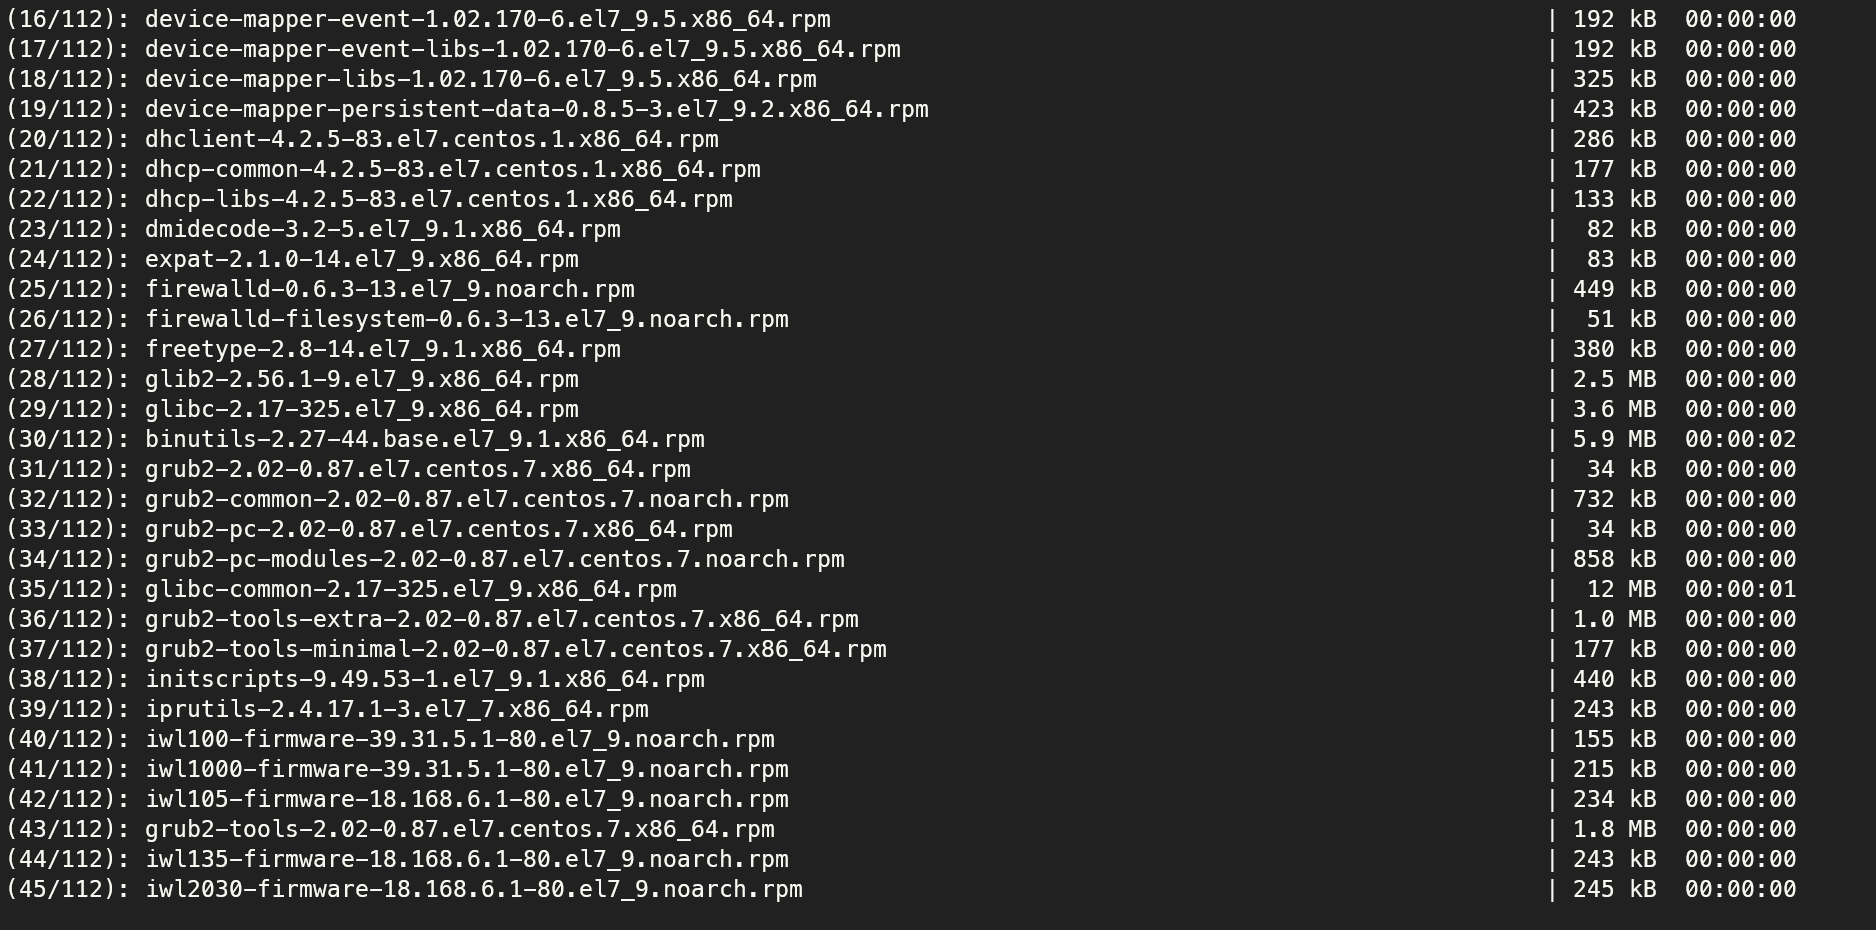 (16/112): device-mapper-event-1.02.170-6.el7_9.5.x86_64.rpm | 192 kB 00:00:00
(17/112): device-mapper-event-libs-1.02.170-6.el7_9.5.x86_64.rpm | 192 kB 00:00:00
(18/112): device-mapper-libs-1.02.170-6.el7_9.5.x86_64.rpm | 325 kB 00:00:00
(19/112): device-mapper-persistent-data-0.8.5-3.el7_9.2.x86_64.rpm | 423 kB 00:00:00
(20/112): dhclient-4.2.5-83.el7.centos.1.x86_64.rpm | 286 kB 00:00:00
(21/112): dhcp-common-4.2.5-83.el7.centos.1.x86_64.rpm | 177 kB 00:00:00
(22/112): dhcp-libs-4.2.5-83.el7.centos.1.x86_64.rpm | 133 kB 00:00:00
(23/112): dmidecode-3.2-5.el7_9.1.x86_64.rpm | 82 kB 00:00:00
(24/112): expat-2.1.0-14.el7_9.x86_64.rpm | 83 kB 00:00:00
(25/112): firewalld-0.6.3-13.el7_9.noarch.rpm | 449 kB 00:00:00
(26/112): firewalld-filesystem-0.6.3-13.el7_9.noarch.rpm | 51 kB 00:00:00
(27/112): freetype-2.8-14.el7_9.1.x86_64.rpm | 380 kB 00:00:00
(28/112): glib2-2.56.1-9.el7_9.x86_64.rpm | 2.5 MB 00:00:00
(29/112): glibc-2.17-325.el7_9.x86_64.rpm | 3.6 MB 00:00:00
(30/112): binutils-2.27-44.base.el7_9.1.x86_64.rpm | 5.9 MB 00:00:02
(31/112): grub2-2.02-0.87.el7.centos.7.x86_64.rpm | 34 kB 00:00:00
(32/112): grub2-common-2.02-0.87.el7.centos.7.noarch.rpm | 732 kB 00:00:00
(33/112): grub2-pc-2.02-0.87.el7.centos.7.x86_64.rpm | 34 kB 00:00:00
(34/112): grub2-pc-modules-2.02-0.87.el7.centos.7.noarch.rpm | 858 kB 00:00:00
(35/112): glibc-common-2.17-325.el7_9.x86_64.rpm | 12 MB 00:00:01
(36/112): grub2-tools-extra-2.02-0.87.el7.centos.7.x86_64.rpm | 1.0 MB 00:00:00
(37/112): grub2-tools-minimal-2.02-0.87.el7.centos.7.x86_64.rpm | 177 kB 00:00:00
(38/112): initscripts-9.49.53-1.el7_9.1.x86_64.rpm | 440 kB 00:00:00
(39/112): iprutils-2.4.17.1-3.el7_7.x86_64.rpm | 243 kB 00:00:00
(40/112): iwl100-firmware-39.31.5.1-80.el7_9.noarch.rpm | 155 kB 00:00:00
(41/112): iwl1000-firmware-39.31.5.1-80.el7_9.noarch.rpm | 215 kB 00:00:00
(42/112): iwl105-firmware-18.168.6.1-80.el7_9.noarch.rpm | 234 kB 00:00:00
(43/112): grub2-tools-2.02-0.87.el7.centos.7.x86_64.rpm | 1.8 MB 00:00:00
(44/112): iwl135-firmware-18.168.6.1-80.el7_9.noarch.rpm | 243 kB 00:00:00
(45/112): iwl2030-firmware-18.168.6.1-80.el7_9.noarch.rpm | 245 kB 00:00:00